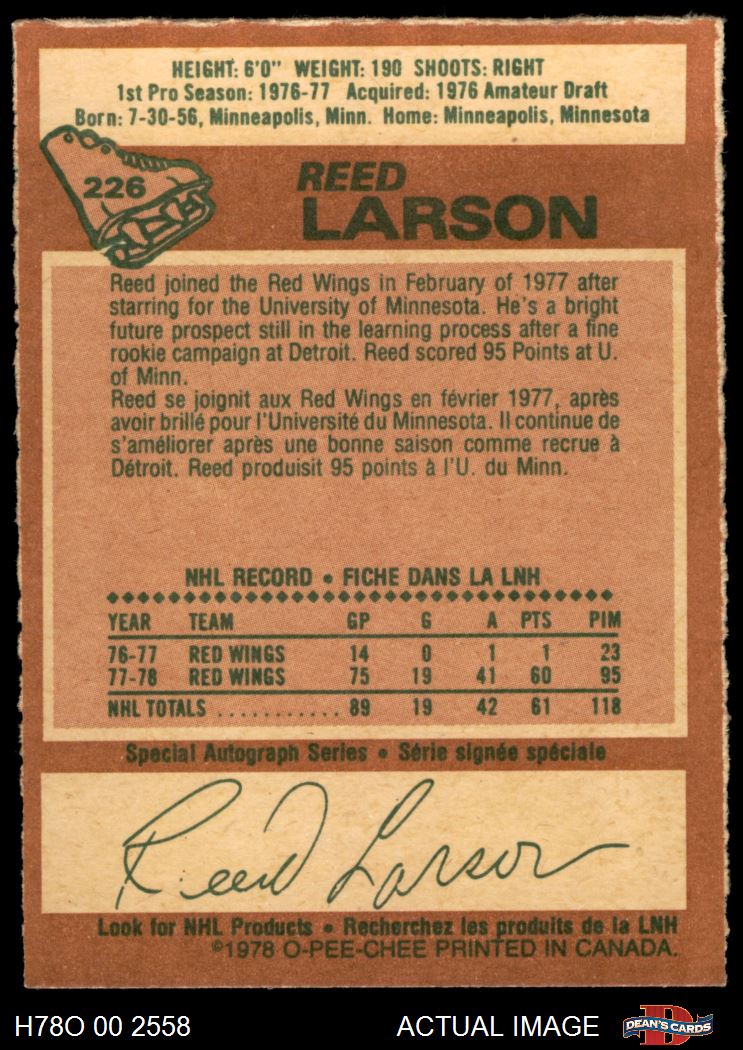 HEIGHT: 6'0" WEIGHT: 190 SHOOTS: RIGHT
1st Pro Season: 1976-77 Acquired: 1976 Amateur Draft
Born: 7-30-56, Minneapolis, Minn. Home: Minneapolis, Minnesota
226
REED
LARSON
Reed joined the Red Wings in February of 1977 after
starring for the University of Minnesota. He's a bright
future prospect still in the learning process after a fine
rookie campaign at Detroit. Reed scored 95 Points at U.
of Minn.
Reed se joignit aux Red Wings en février 1977, après
avoir brillé pour l'Université du Minnesota. Il continue de
s'améliorer après une bonne saison comme recrue à
Détroit. Reed produisit 95 points à l'U. du Minn.
NHL RECORD • FICHE DANS LA LNH
YEAR TEAM GP G A PTS PIM
76-77 RED WINGS 14 0 1 1 23
77-78 RED WINGS 75 19 41 60 95
NHL TOTALS ........... 89 19 42 61 118
Special Autograph Series • Série signée spéciale
Reed Larson
Look for NHL Products • Recherchez les produits de la LNH
©1978 O-PEE-CHEE PRINTED IN CANADA.
H78O 00 2558
ACTUAL IMAGE
D
DEAN'S CARDS